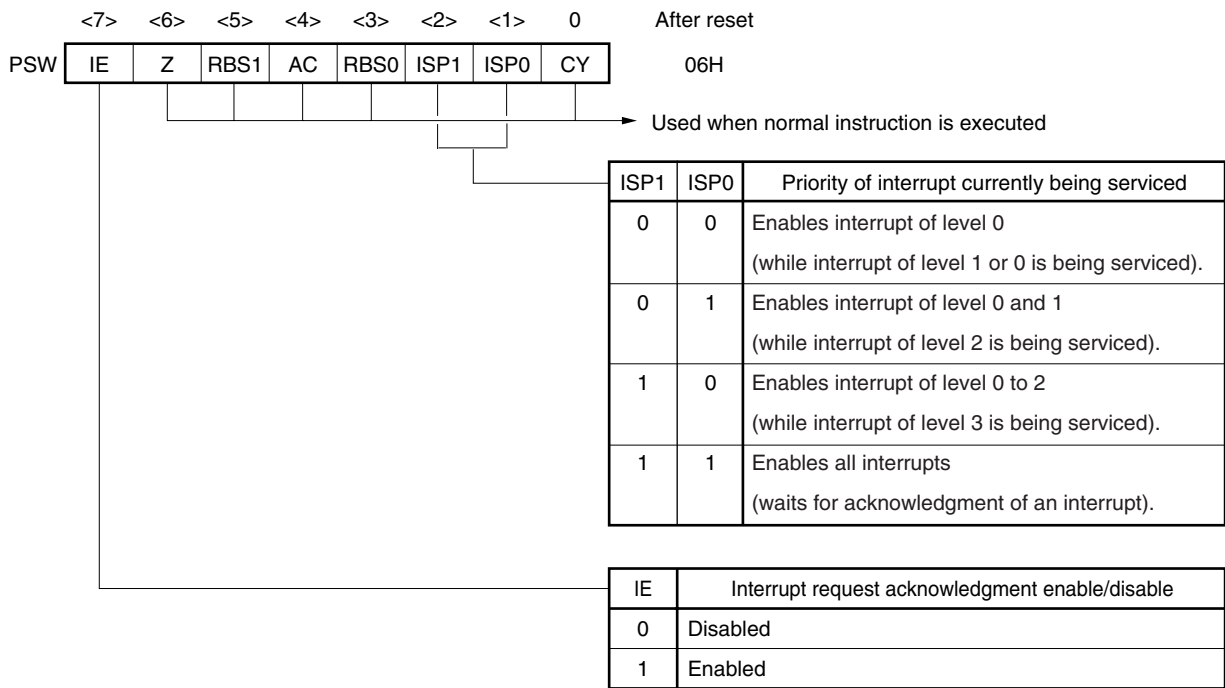 <7> <6> <5> <4> <3> <2> <1> 0 After reset
PSW IE Z RBS1 AC RBS0 ISP1 ISP0 CY 06H
Used when normal instruction is executed
ISP1 ISP0 Priority of interrupt currently being serviced
0 0 Enables interrupt of level 0
(while interrupt of level 1 or 0 is being serviced).
0 1 Enables interrupt of level 0 and 1
(while interrupt of level 2 is being serviced).
1 0 Enables interrupt of level 0 to 2
(while interrupt of level 3 is being serviced).
1 1 Enables all interrupts
(waits for acknowledgment of an interrupt).
IE Interrupt request acknowledgment enable/disable
0 Disabled
1 Enabled